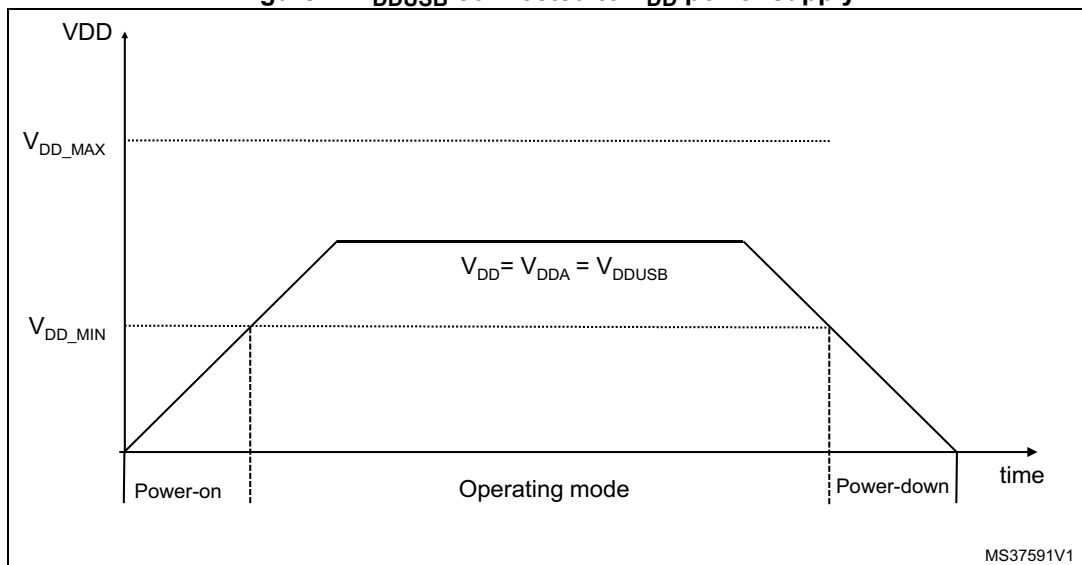 VDD
VDD_MAX
VDD= VDDA = VDDUSB
VDD_MIN
time
Power-on
Operating mode
Power-down
MS37591V1